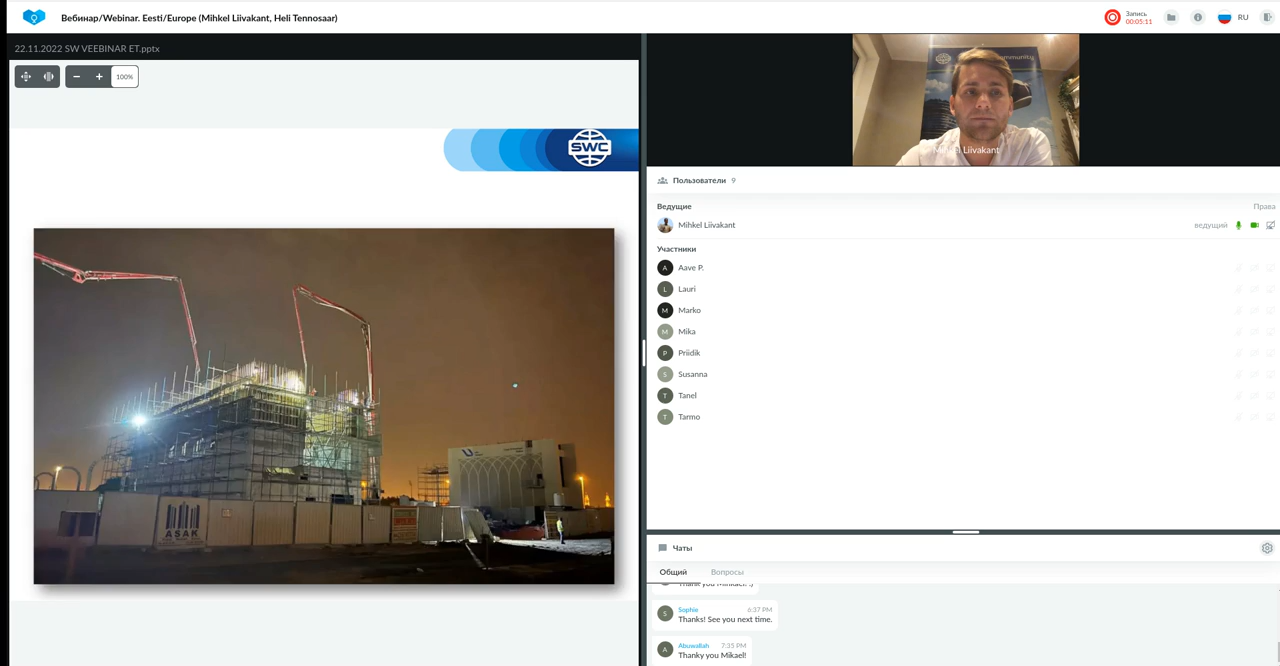 Вебинар/Webinar. Eesti/Europe (Mihkel Liivakant, Heli Tennosaar)
Запись
00:05:11
RU
22.11.2022 SW VEEBINAR ET.pptx
100%
SWC
ASAK
Mihkel Liivakant
Пользователи 9
Ведущие
Права
Mihkel Liivakant
ведущий
Участники
A
Aave P.
L
Lauri
M
Marko
M
Mika
P
Priidik
S
Susanna
T
Tanel
T
Tarmo
Чаты
Общий
Вопросы
S
Sophie
6:37 PM
Thanks! See you next time.
A
Abuwallah
7:35 PM
Thanky you Mikael!